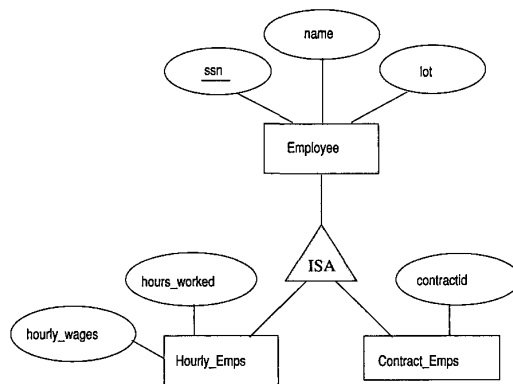 name
ssn
lot
Employee
ISA
hours_worked
contractid
hourly_wages
Hourly_Emps
Contract_Emps